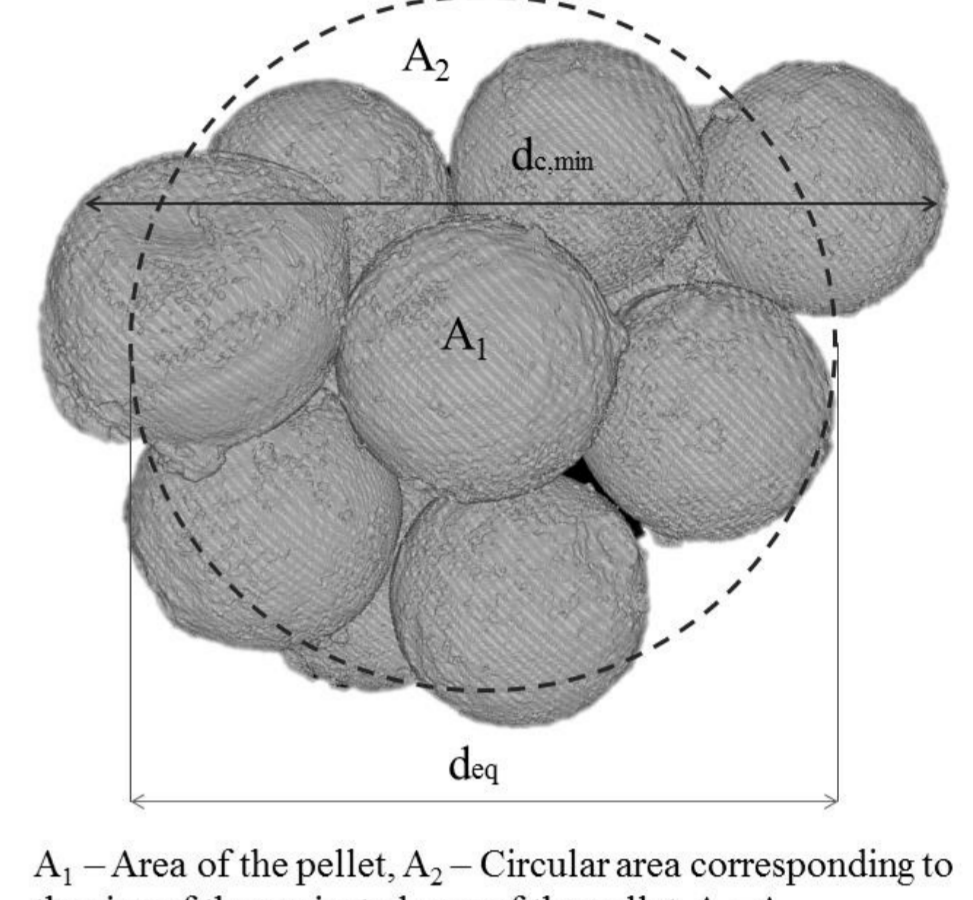 A₂
dc,min
A₁
deq
A₁ – Area of the pellet, A₂ – Circular area corresponding to